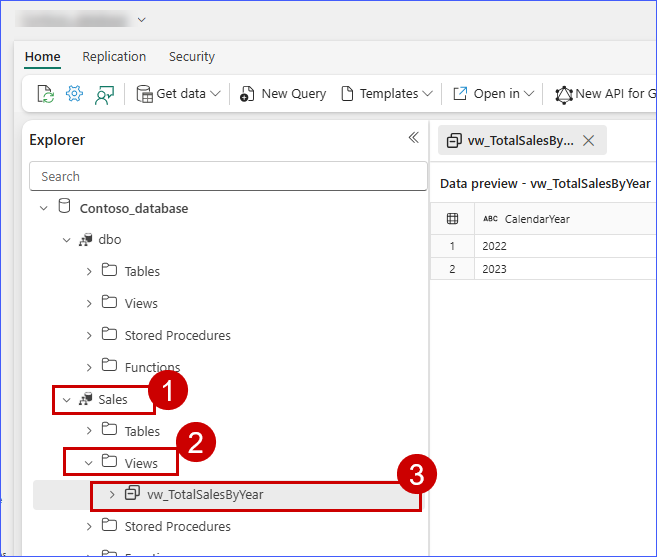 Home Replication Security
Get data New Query Templates Open in New API for G
Explorer
Search
Contoso_database
dbo
Tables
Views
Stored Procedures
Functions
Sales 1
Tables
2
Views
3
vw_TotalSalesByYear
Stored Procedures
vw_TotalSalesBy...
Data preview - vw_TotalSalesByYear
ABC CalendarYear
1 2022
2 2023